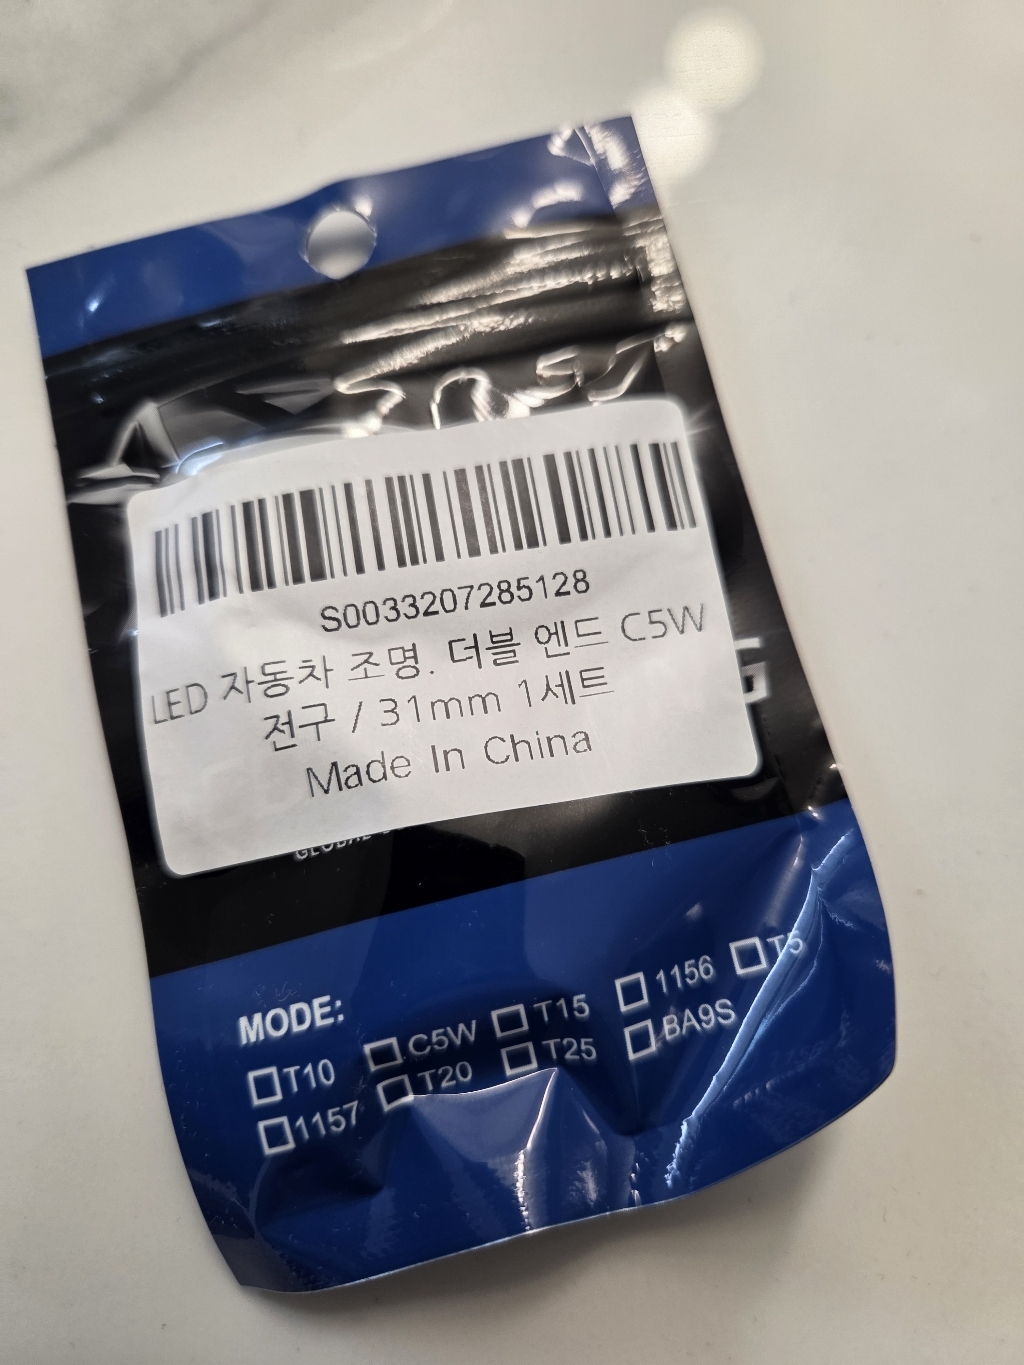 S0033207285128
LED 자동차 조명. 더블 엔드 C5W
전구 / 31mm 1세트
Made In China
MODE:
T10 C5W T15 1156 T5
1157 T20 T25 BA9S